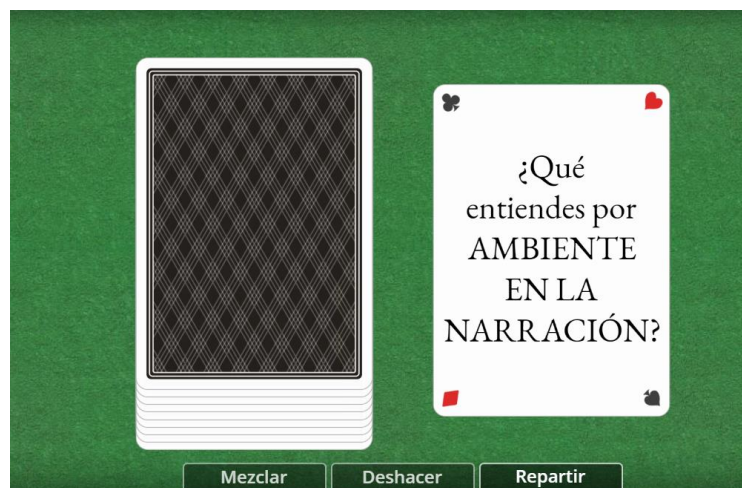 ¿Qué
entiendes por
AMBIENTE
EN LA
NARRACIÓN?
Mezclar
Deshacer
Repartir